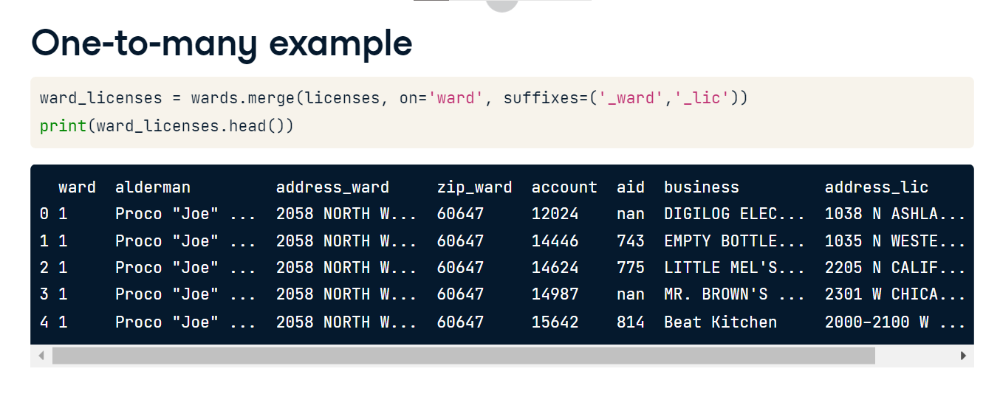 One-to-many example
ward_licenses = wards.merge(licenses, on='ward', suffixes=('_ward','_lic'))
print(ward_licenses.head())
ward alderman address_ward zip_ward account aid business address_lic
0 1 Proco "Joe" ... 2058 NORTH W... 60647 12024 nan DIGILOG ELEC... 1038 N ASHLA...
1 1 Proco "Joe" ... 2058 NORTH W... 60647 14446 743 EMPTY BOTTLE... 1035 N WESTE...
2 1 Proco "Joe" ... 2058 NORTH W... 60647 14624 775 LITTLE MEL'S... 2205 N CALIF...
3 1 Proco "Joe" ... 2058 NORTH W... 60647 14987 nan MR. BROWN'S ... 2301 W CHICA...
4 1 Proco "Joe" ... 2058 NORTH W... 60647 15642 814 Beat Kitchen 2000-2100 W ...